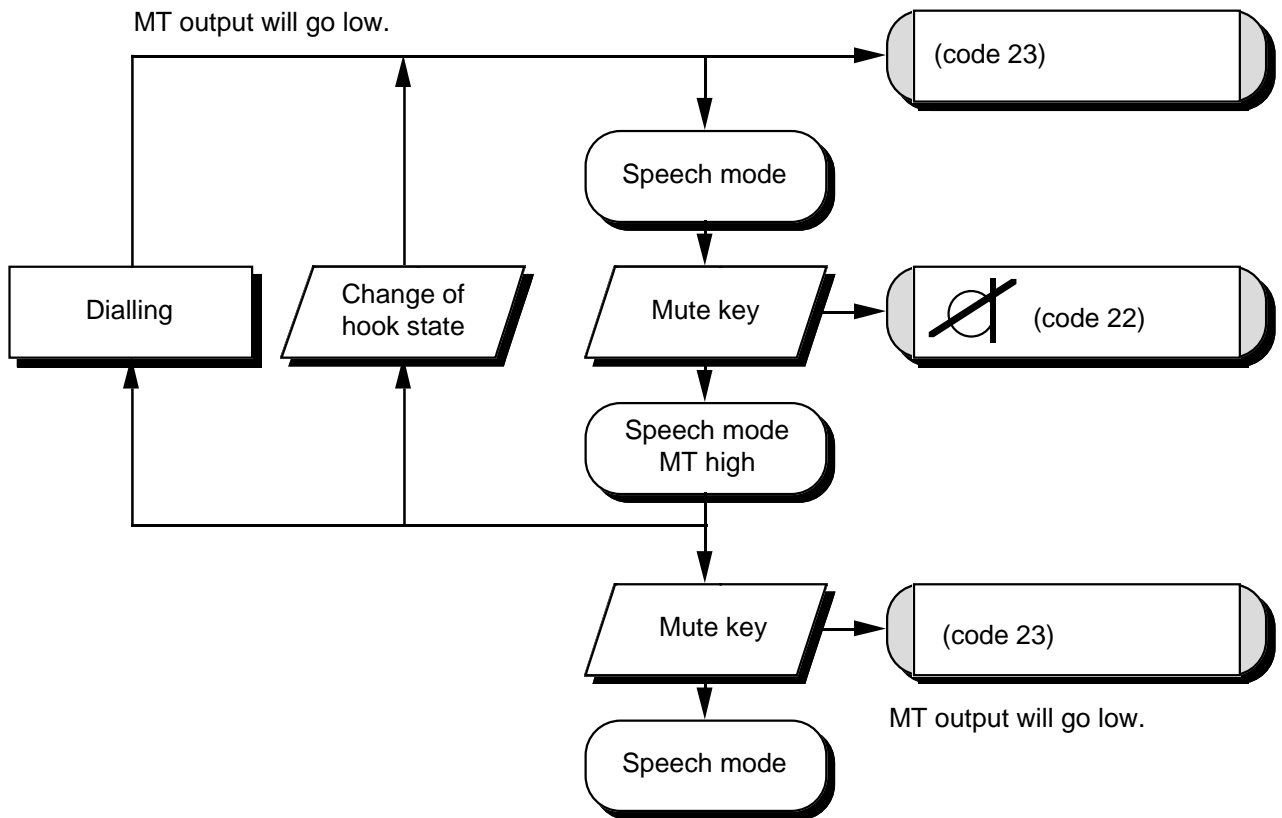 MT output will go low.
(code 23)
Speech mode
Dialling
Change of
hook state
Mute key
(code 22)
Speech mode
MT high
Mute key
(code 23)
MT output will go low.
Speech mode